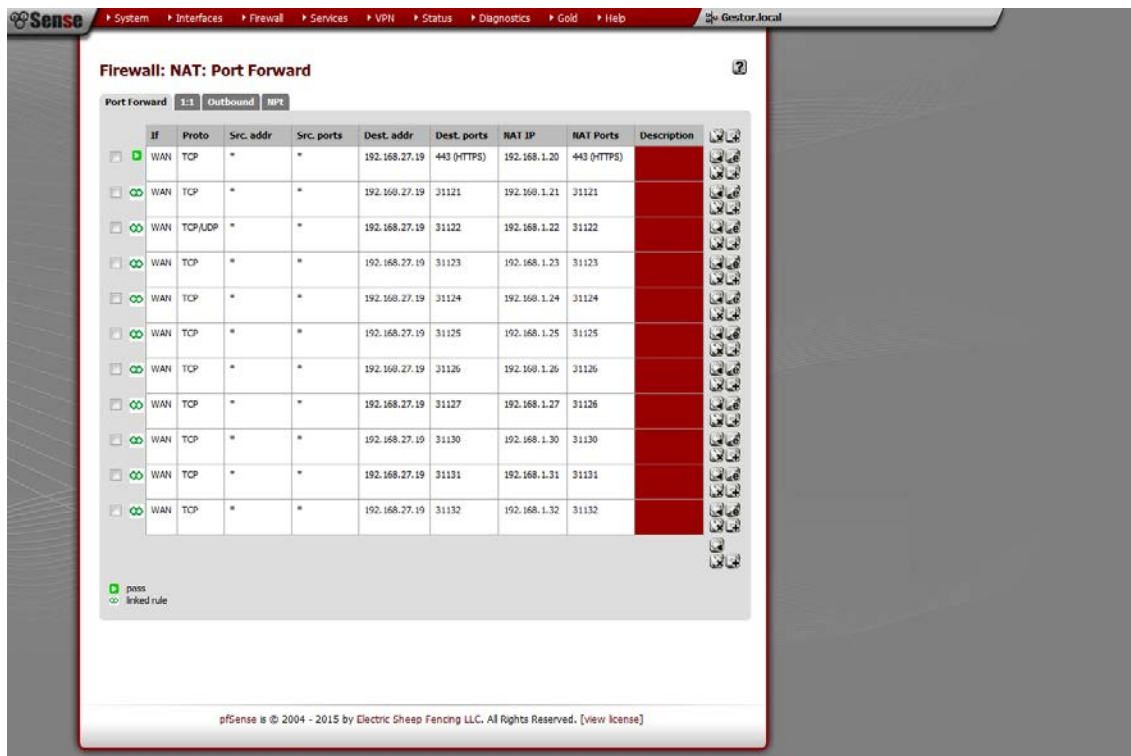 Sense
System Interfaces Firewall Services VPN Status Diagnostics Gold Help Gestor.local
Firewall: NAT: Port Forward
?
Port Forward 1:1 Outbound NPt
If Proto Src. addr Src. ports Dest. addr Dest. ports NAT IP NAT Ports Description
WAN TCP * * 192.168.27.19 443 (HTTPS) 192.168.1.20 443 (HTTPS)
WAN TCP * * 192.168.27.19 31121 192.168.1.21 31121
WAN TCP/UDP * * 192.168.27.19 31122 192.168.1.22 31122
WAN TCP * * 192.168.27.19 31123 192.168.1.23 31123
WAN TCP * * 192.168.27.19 31124 192.168.1.24 31124
WAN TCP * * 192.168.27.19 31125 192.168.1.25 31125
WAN TCP * * 192.168.27.19 31126 192.168.1.26 31126
WAN TCP * * 192.168.27.19 31127 192.168.1.27 31126
WAN TCP * * 192.168.27.19 31130 192.168.1.30 31130
WAN TCP * * 192.168.27.19 31131 192.168.1.31 31131
WAN TCP * * 192.168.27.19 31132 192.168.1.32 31132
pass
linked rule
pfSense is © 2004 - 2015 by Electric Sheep Fencing LLC. All Rights Reserved. [view license]